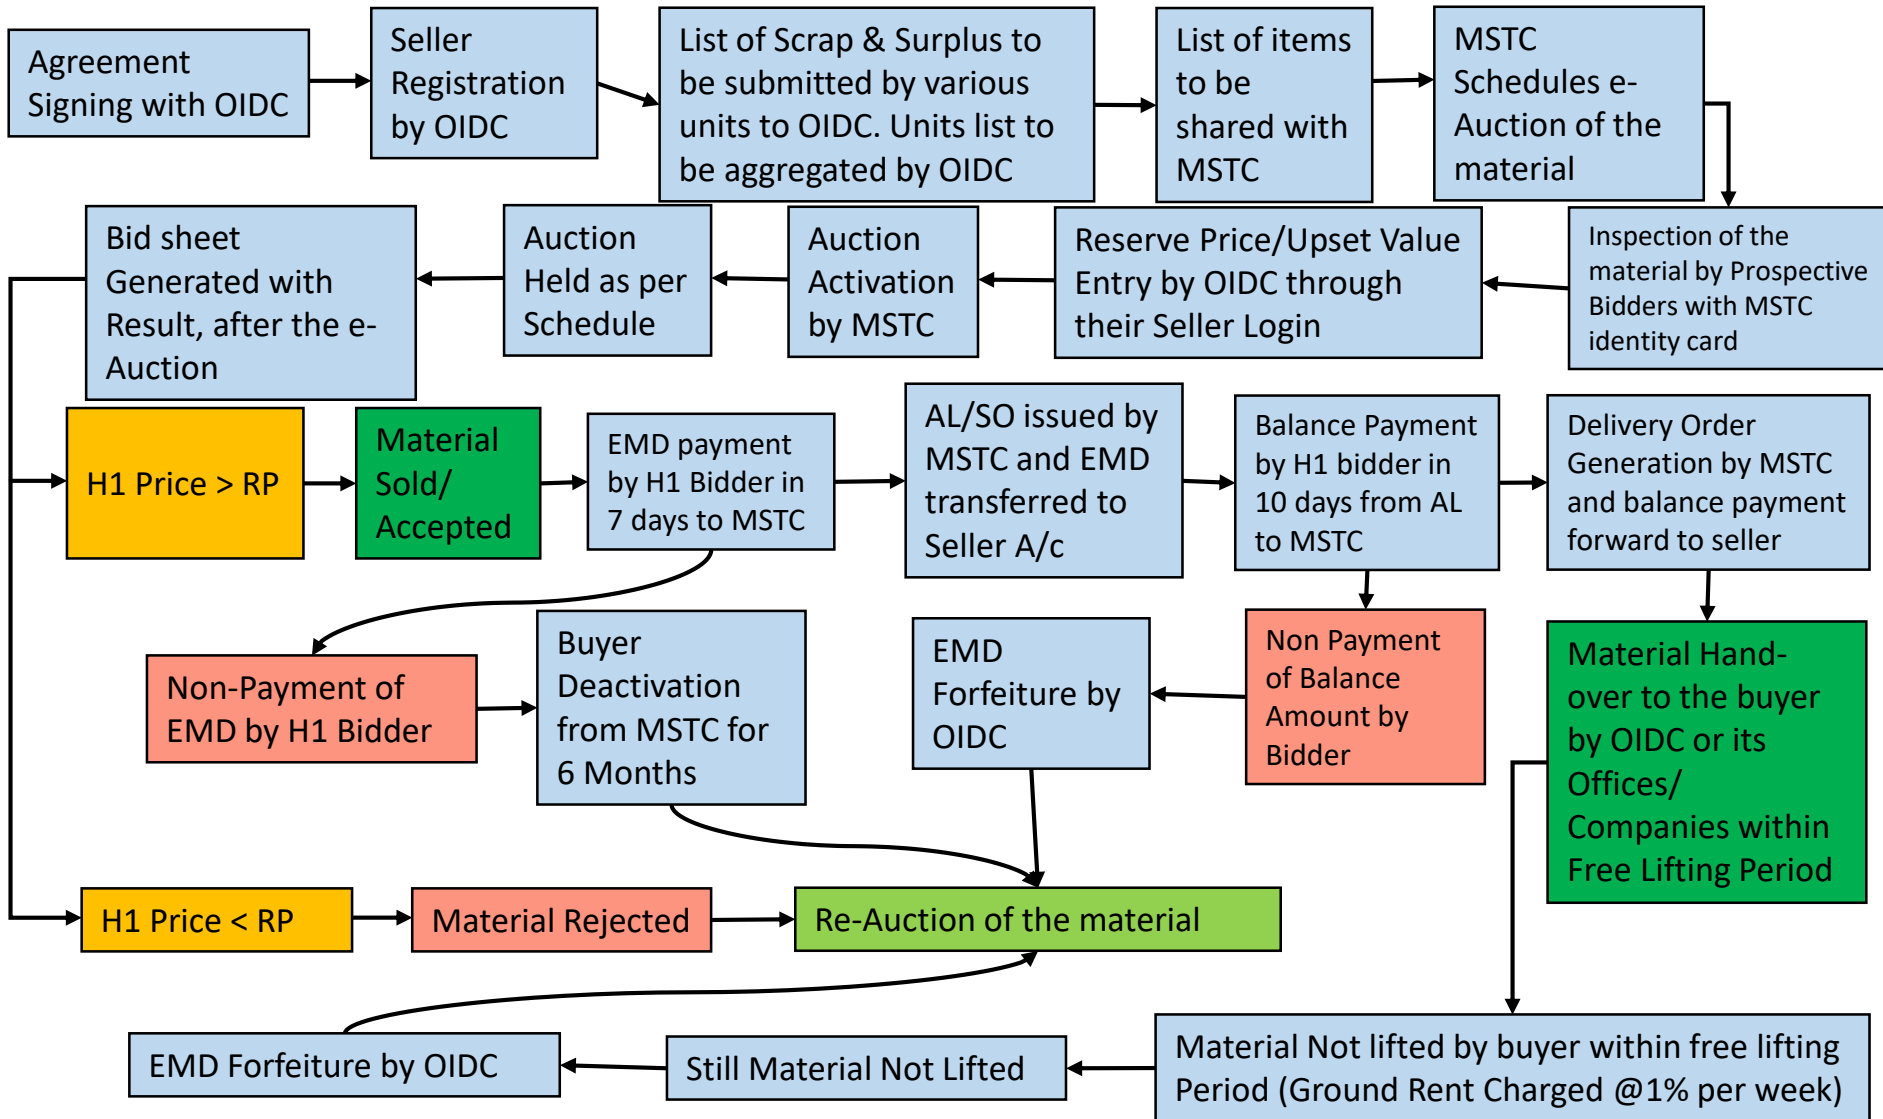 Agreement
Signing with OIDC
Seller
Registration
by OIDC
List of Scrap & Surplus to
be submitted by various
units to OIDC. Units list to
be aggregated by OIDC
List of items
to be
shared with
MSTC
MSTC
Schedules e-
Auction of the
material
Inspection of the
material by Prospective
Bidders with MSTC
identity card
Reserve Price/Upset Value
Entry by OIDC through
their Seller Login
Auction
Activation
by MSTC
Auction
Held as per
Schedule
Bid sheet
Generated with
Result, after the e-
Auction
H1 Price > RP
Material
Sold/
Accepted
EMD payment
by H1 Bidder in
7 days to MSTC
AL/SO issued by
MSTC and EMD
transferred to
Seller A/c
Balance Payment
by H1 bidder in
10 days from AL
to MSTC
Delivery Order
Generation by MSTC
and balance payment
forward to seller
Non-Payment of
EMD by H1 Bidder
Buyer
Deactivation
from MSTC for
6 Months
EMD
Forfeiture by
OIDC
Non Payment
of Balance
Amount by
Bidder
Material Hand-
over to the buyer
by OIDC or its
Offices/
Companies within
Free Lifting Period
H1 Price < RP
Material Rejected
Re-Auction of the material
EMD Forfeiture by OIDC
Still Material Not Lifted
Material Not lifted by buyer within free lifting
Period (Ground Rent Charged @1% per week)